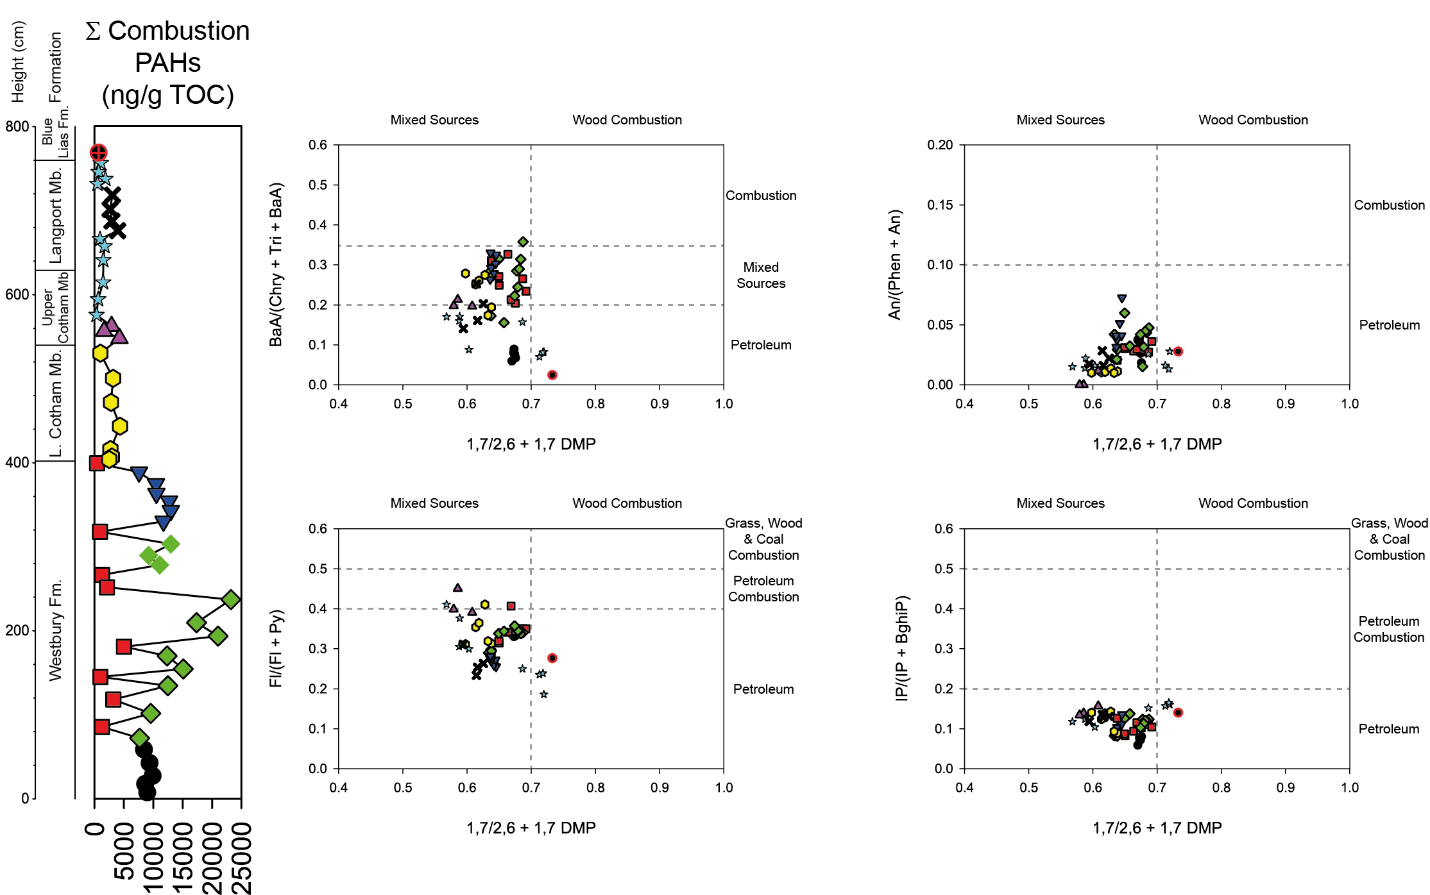 Σ Combustion
PAHs
(ng/g TOC)
Height (cm)
Formation
Blue
Lias Fm.
Langport Mb.
Upper
Cotham Mb
L. Cotham Mb.
Westbury Fm.
800
600
400
200
0
0
5000
10000
15000
20000
25000
Mixed Sources
Wood Combustion
BaA/(Chry + Tri + BaA)
0.6
0.5
0.4
0.3
0.2
0.1
0.0
Combustion
Mixed
Sources
Petroleum
0.4
0.5
0.6
0.7
0.8
0.9
1.0
1,7/2,6 + 1,7 DMP
Mixed Sources
Wood Combustion
An/(Phen + An)
0.20
0.15
0.10
0.05
0.00
Combustion
Petroleum
0.4
0.5
0.6
0.7
0.8
0.9
1.0
1,7/2,6 + 1,7 DMP
Mixed Sources
Wood Combustion
Fl/(Fl + Py)
0.6
0.5
0.4
0.3
0.2
0.1
0.0
Grass, Wood
& Coal
Combustion
Petroleum
Combustion
Petroleum
0.4
0.5
0.6
0.7
0.8
0.9
1.0
1,7/2,6 + 1,7 DMP
Mixed Sources
Wood Combustion
IP/(IP + BghiP)
0.6
0.5
0.4
0.3
0.2
0.1
0.0
Grass, Wood
& Coal
Combustion
Petroleum
Combustion
Petroleum
0.4
0.5
0.6
0.7
0.8
0.9
1.0
1,7/2,6 + 1,7 DMP